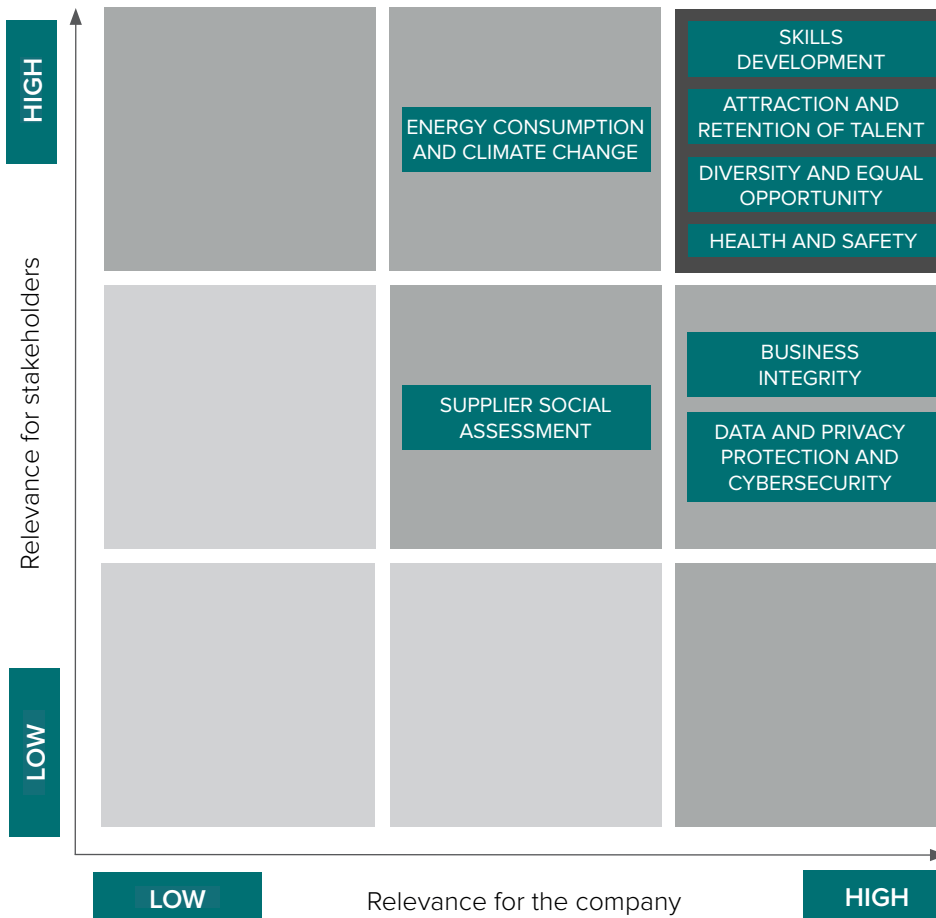 HIGH
Relevance for stakeholders
LOW
ENERGY CONSUMPTION
AND CLIMATE CHANGE
SKILLS
DEVELOPMENT
ATTRACTION AND
RETENTION OF TALENT
DIVERSITY AND EQUAL
OPPORTUNITY
HEALTH AND SAFETY
SUPPLIER SOCIAL
ASSESSMENT
BUSINESS
INTEGRITY
DATA AND PRIVACY
PROTECTION AND
CYBERSECURITY
LOW
Relevance for the company
HIGH